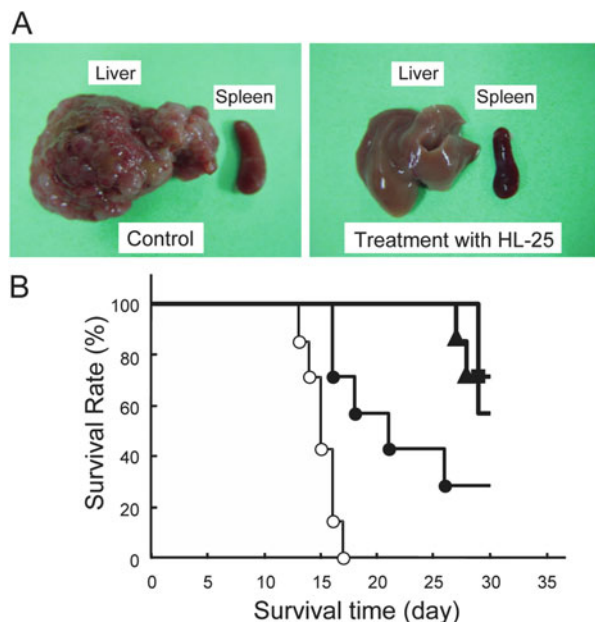 A
Liver
Spleen
Control
Liver
Spleen
Treatment with HL-25
B
Survival Rate (%)
100
80
60
40
20
0
0 5 10 15 20 25 30 35
Survival time (day)